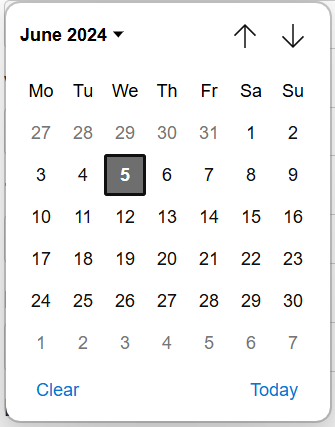 June 2024
Mo Tu We Th Fr Sa Su
27 28 29 30 31 1 2
3 4 5 6 7 8 9
10 11 12 13 14 15 16
17 18 19 20 21 22 23
24 25 26 27 28 29 30
1 2 3 4 5 6 7
Clear Today